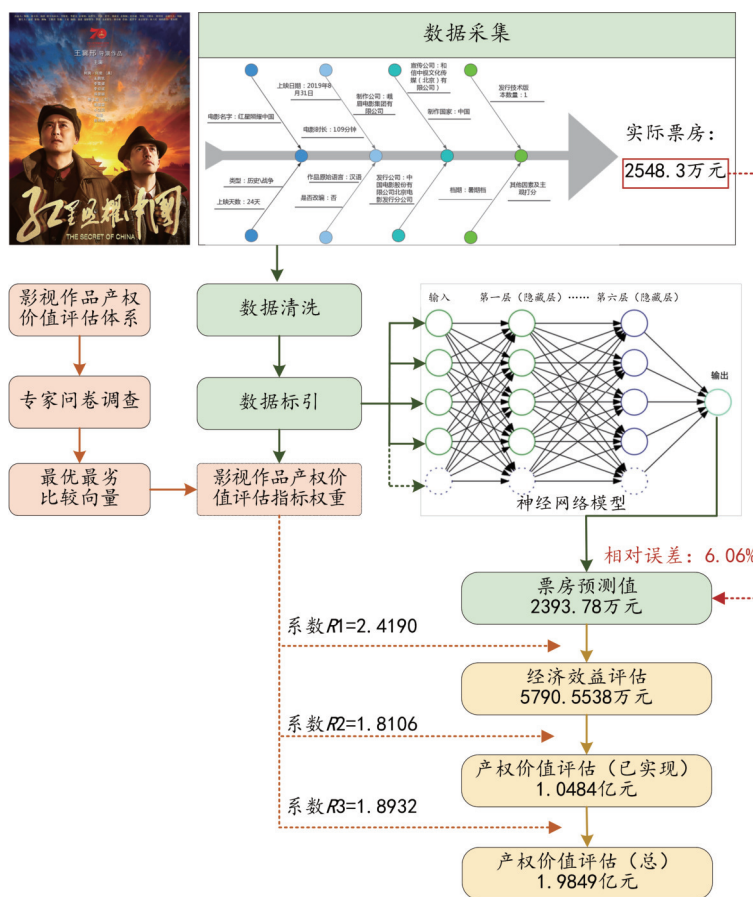 70
王冀邢 导演作品
红星照耀中國
THE SECRET OF CHINA
数据采集
上映日期：2019年8
月31日
制作公司：峨
眉电影集团有
限公司
宣传公司：和
信中视文化传
媒（北京）有
限公司）
发行技术版
本数量：1
电影名字：红星照耀中国
电影时长：109分钟
制作国家：中国
类型：历史\战争
作品原始语言：汉语
发行公司：中
国电影股份有
限公司北京电
影发行分公司
档期：暑期档
其他因素及主
观打分
上映天数：24天
是否改编：否
实际票房：
2548.3万元
影视作品产权
价值评估体系
专家问卷调查
最优最劣
比较向量
数据清洗
数据标引
影视作品产权价
值评估指标权重
输入
第一层（隐藏层）……第六层（隐藏层）
输出
神经网络模型
相对误差：6.06%
票房预测值
2393.78万元
系数R1=2.4190
经济效益评估
5790.5538万元
系数R2=1.8106
产权价值评估（已实现）
1.0484亿元
系数R3=1.8932
产权价值评估（总）
1.9849亿元